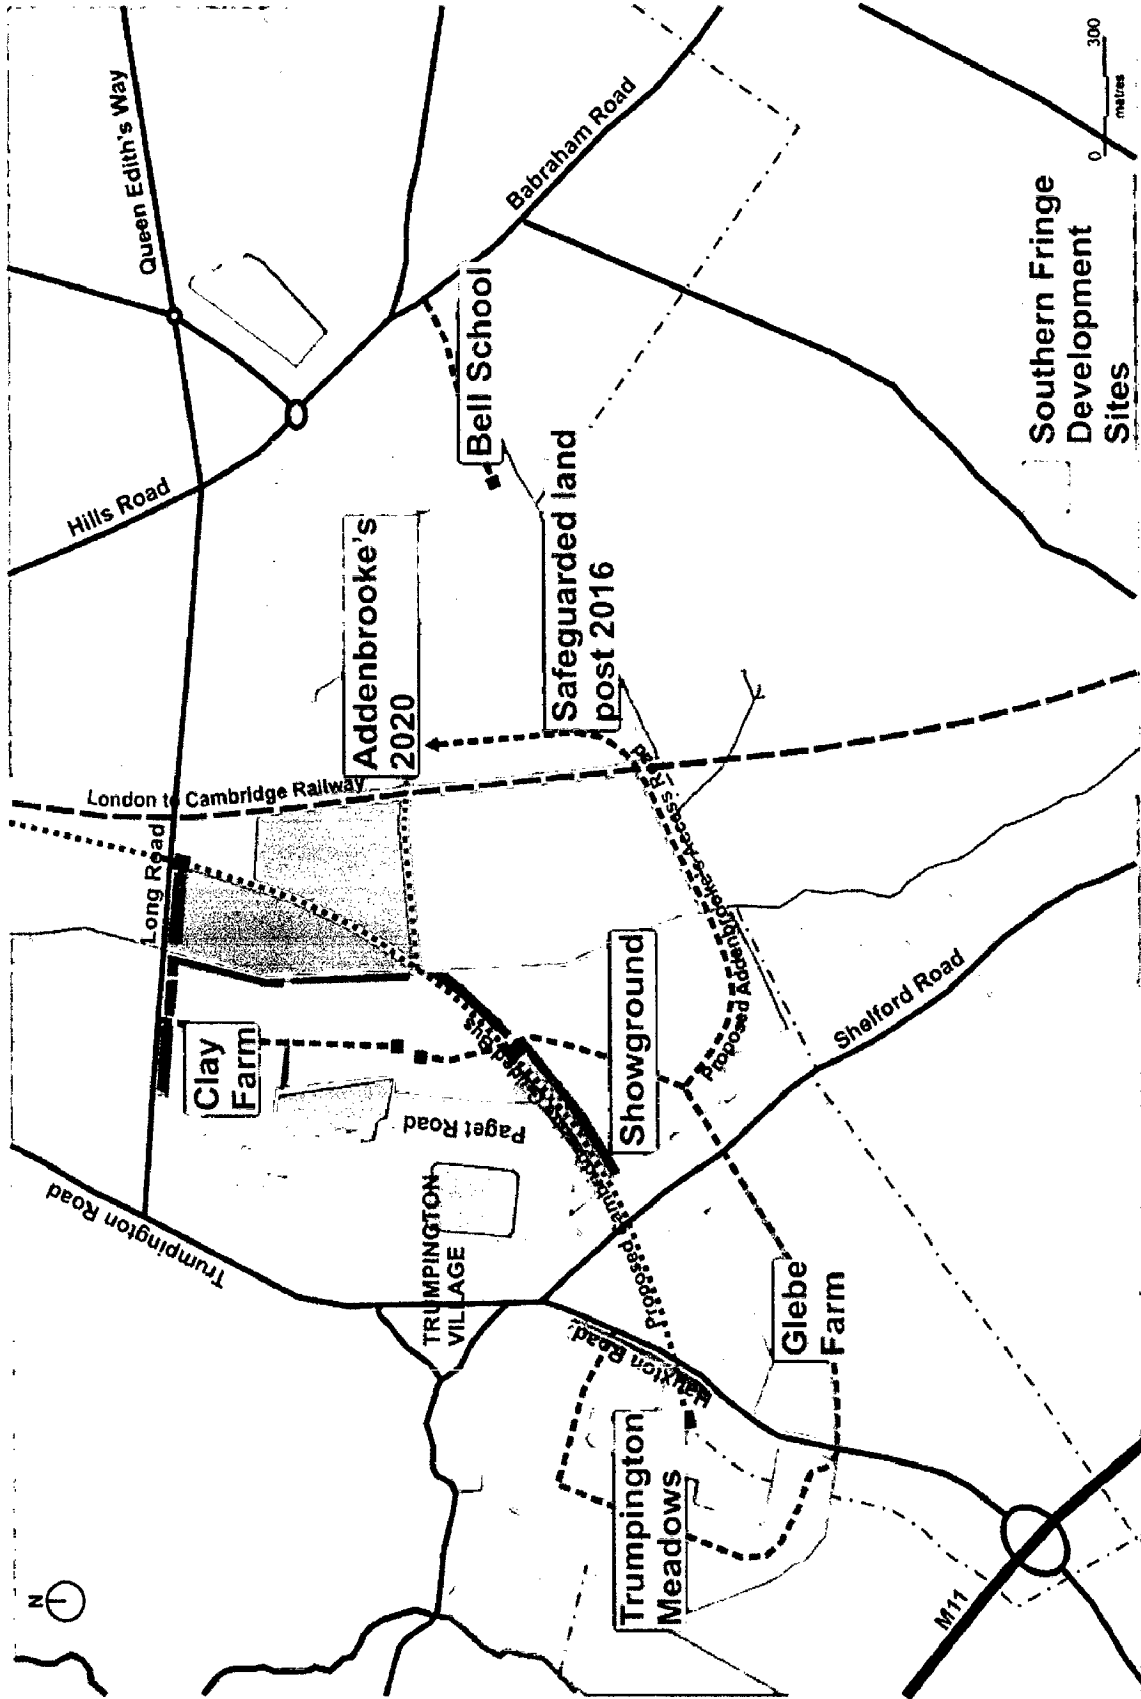 N
Queen Edith's Way
Hills Road
Babraham Road
Long Road
London to Cambridge Railway
Trumpington Road
Addenbrooke's
2020
Bell School
Safeguarded land
post 2016
Clay
Farm
Paget Road
TRUMPINGTON
VILLAGE
Showground
Proposed Addenbrooke's Access Rd
Shelford Road
Hauxton Road
Glebe
Farm
Trumpington
Meadows
M11
Southern Fringe
Development
Sites
0
300
metres